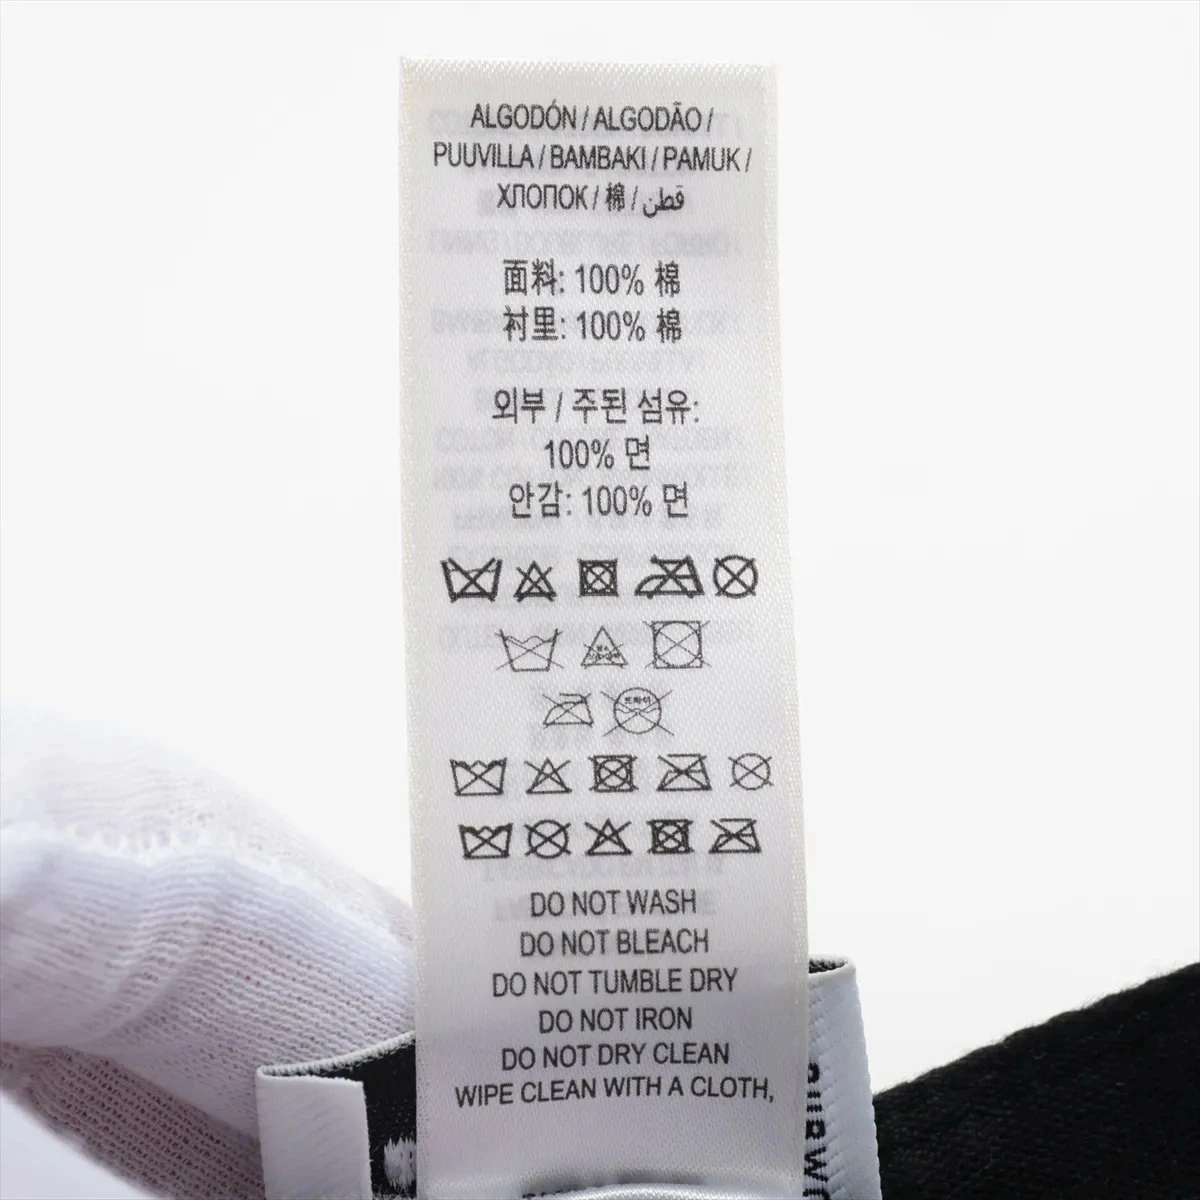 ALGODÓN / ALGODÃO /
PUUVILLA / BAMBAKI / PAMUK /
ХЛОПОК / 棉 / قطن
面料: 100% 棉
衬里: 100% 棉
외부 / 주된 섬유:
100% 면
안감: 100% 면
DO NOT WASH
DO NOT BLEACH
DO NOT TUMBLE DRY
DO NOT IRON
DO NOT DRY CLEAN
WIPE CLEAN WITH A CLOTH,